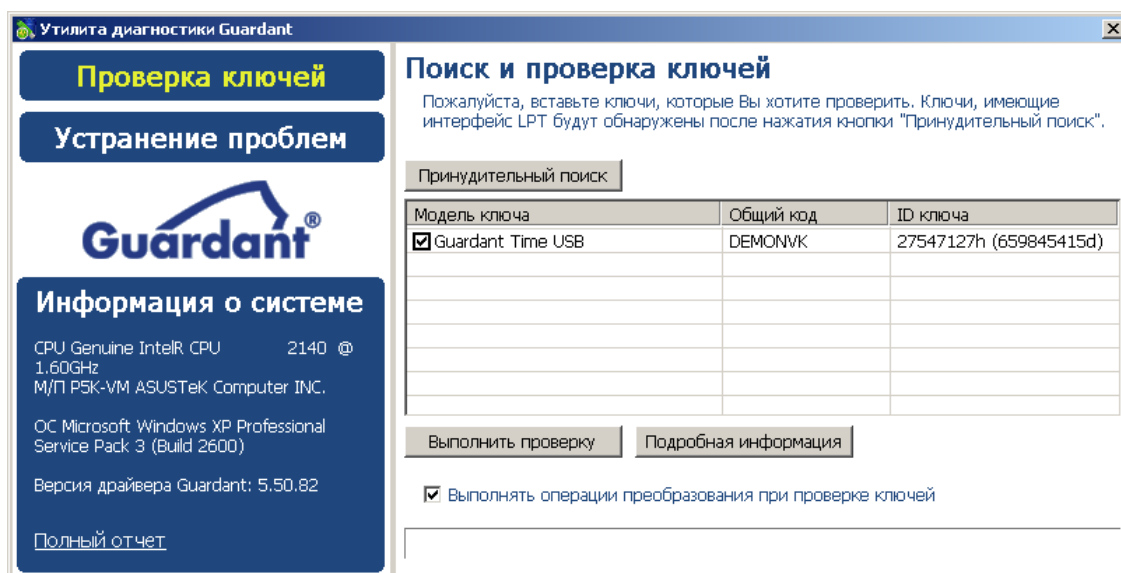 Утилита диагностики Guardant
Проверка ключей
Устранение проблем
Guardant®
Информация о системе
CPU Genuine IntelR CPU 2140 @
1.60GHz
М/П P5K-VM ASUSTeK Computer INC.
ОС Microsoft Windows XP Professional
Service Pack 3 (Build 2600)
Версия драйвера Guardant: 5.50.82
Полный отчет
Поиск и проверка ключей
Пожалуйста, вставьте ключи, которые Вы хотите проверить. Ключи, имеющие
интерфейс LPT будут обнаружены после нажатия кнопки "Принудительный поиск".
Принудительный поиск
Модель ключа Общий код ID ключа
Guardant Time USB DEMONVK 27547127h (659845415d)
Выполнить проверку Подробная информация
Выполнять операции преобразования при проверке ключей